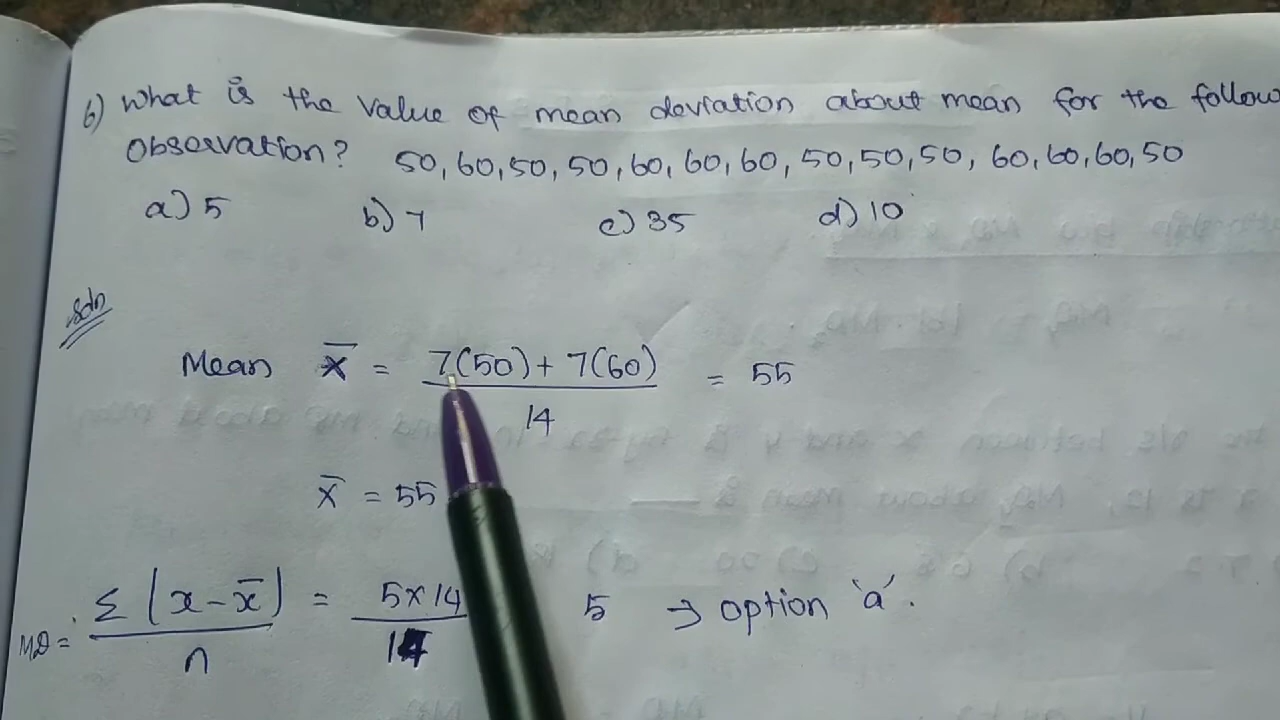 6) What is the value of mean deviation about mean for the follow
Observation? 50, 60, 50, 50, 60, 60, 60, 50, 50, 50, 60, 60, 60, 50
a) 5 b) 7 c) 35 d) 10
Soln
Mean x̄ = 7(50) + 7(60) / 14 = 55
x̄ = 55
MD = Σ |x - x̄| / n = 5×14 / 14 5 → option 'a'.